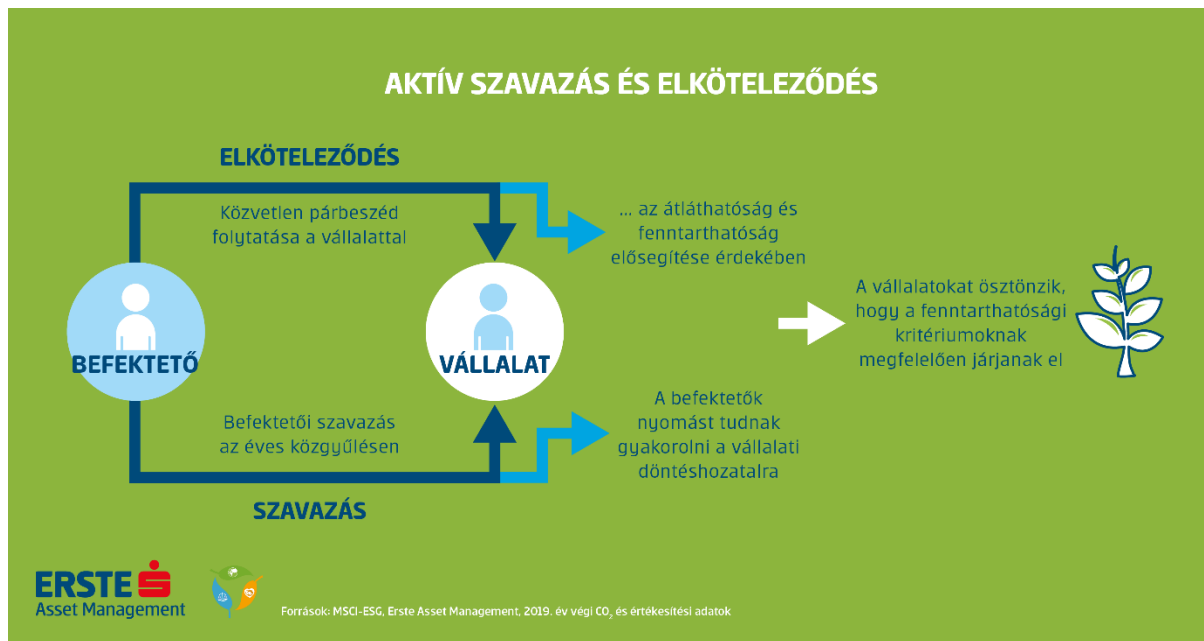 AKTÍV SZAVAZÁS ÉS ELKÖTELEZŐDÉS
ELKÖTELEZŐDÉS
Közvetlen párbeszéd
folytatása a vállalattal
... az átláthatóság és
fenntarthatóság
elősegítése érdekében
BEFEKTETŐ
VÁLLALAT
A vállalatokat ösztönzik,
hogy a fenntarthatósági
kritériumoknak
megfelelően járjanak el
Befektetői szavazás
az éves közgyűlésen
A befektetők
nyomást tudnak
gyakorolni a vállalati
döntéshozatalra
SZAVAZÁS
ERSTE
Asset Management
Források: MSCI-ESG, Erste Asset Management, 2019. év végi CO₂ és értékesítési adatok